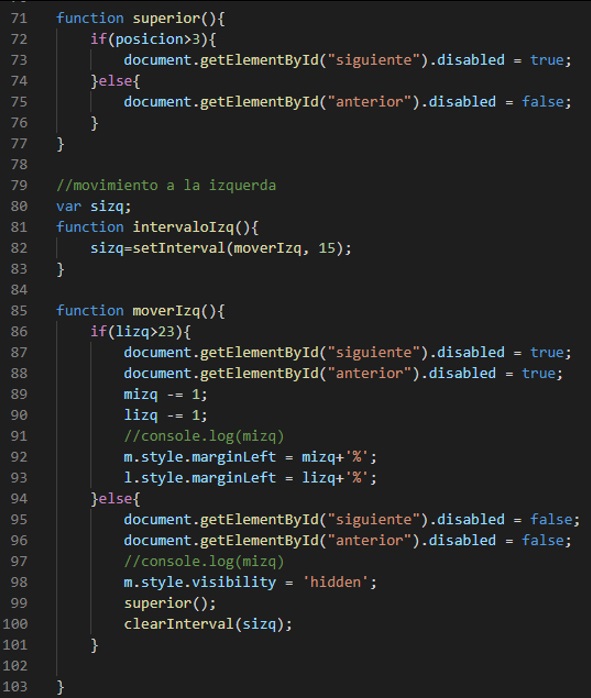 71 function superior(){
72 if(posicion>3){
73 document.getElementById("siguiente").disabled = true;
74 }else{
75 document.getElementById("anterior").disabled = false;
76 }
77 }
78
79 //movimiento a la izquerda
80 var sizq;
81 function intervaloIzq(){
82 sizq=setInterval(moverIzq, 15);
83 }
84
85 function moverIzq(){
86 if(lizq>23){
87 document.getElementById("siguiente").disabled = true;
88 document.getElementById("anterior").disabled = true;
89 mizq -= 1;
90 lizq -= 1;
91 //console.log(mizq)
92 m.style.marginLeft = mizq+'%';
93 l.style.marginLeft = lizq+'%';
94 }else{
95 document.getElementById("siguiente").disabled = false;
96 document.getElementById("anterior").disabled = false;
97 //console.log(mizq)
98 m.style.visibility = 'hidden';
99 superior();
100 clearInterval(sizq);
101 }
102
103 }